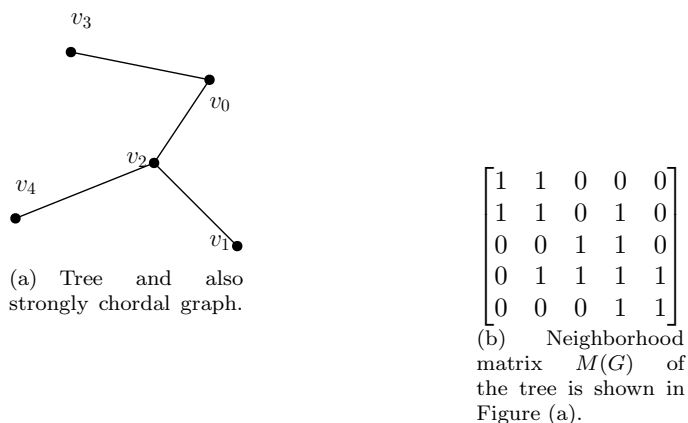 v3
v0
v2
v4
v1
(a) Tree and also
strongly chordal graph.
1 1 0 0 0
1 1 0 1 0
0 0 1 1 0
0 1 1 1 1
0 0 0 1 1
(b) Neighborhood
matrix M(G) of
the tree is shown in
Figure (a).